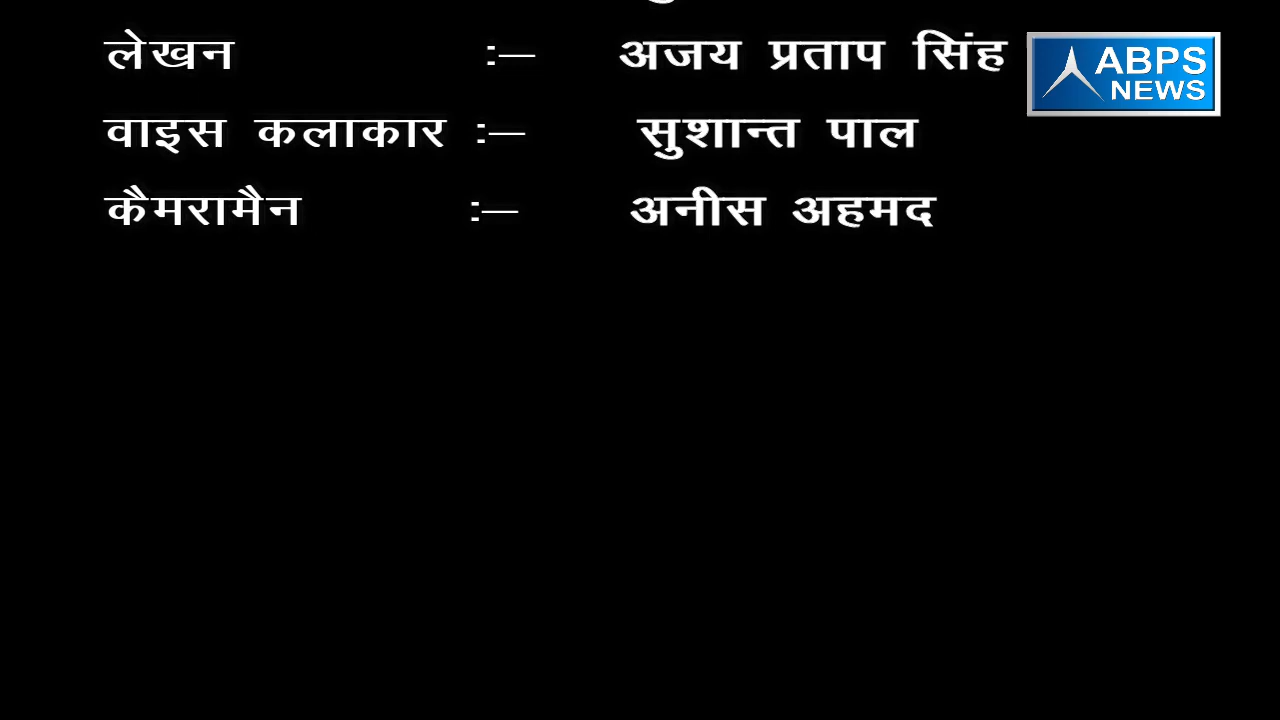 लेखन :— अजय प्रताप सिंह
वाइस कलाकार :— सुशान्त पाल
कैमरामैन :— अनीस अहमद
ABPS
NEWS